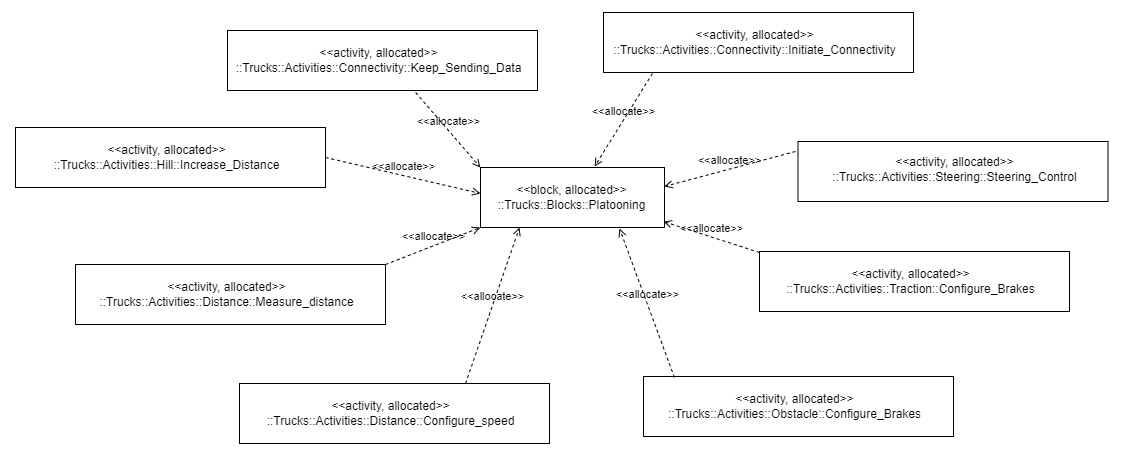 <<activity, allocated>>
::Trucks::Activities::Connectivity::Initiate_Connectivity
<<activity, allocated>>
::Trucks::Activities::Connectivity::Keep_Sending_Data
<<allocate>>
<<allocate>>
<<activity, allocated>>
::Trucks::Activities::Hill::Increase_Distance
<<allocate>>
<<allocate>>
<<activity, allocated>>
::Trucks::Activities::Steering::Steering_Control
<<block, allocated>>
::Trucks::Blocks::Platooning
<<allocate>>
<<allocate>>
<<activity, allocated>>
::Trucks::Activities::Distance::Measure_distance
<<activity, allocated>>
::Trucks::Activities::Traction::Configure_Brakes
<<allocate>>
<<allocate>>
<<activity, allocated>>
::Trucks::Activities::Distance::Configure_speed
<<activity, allocated>>
::Trucks::Activities::Obstacle::Configure_Brakes